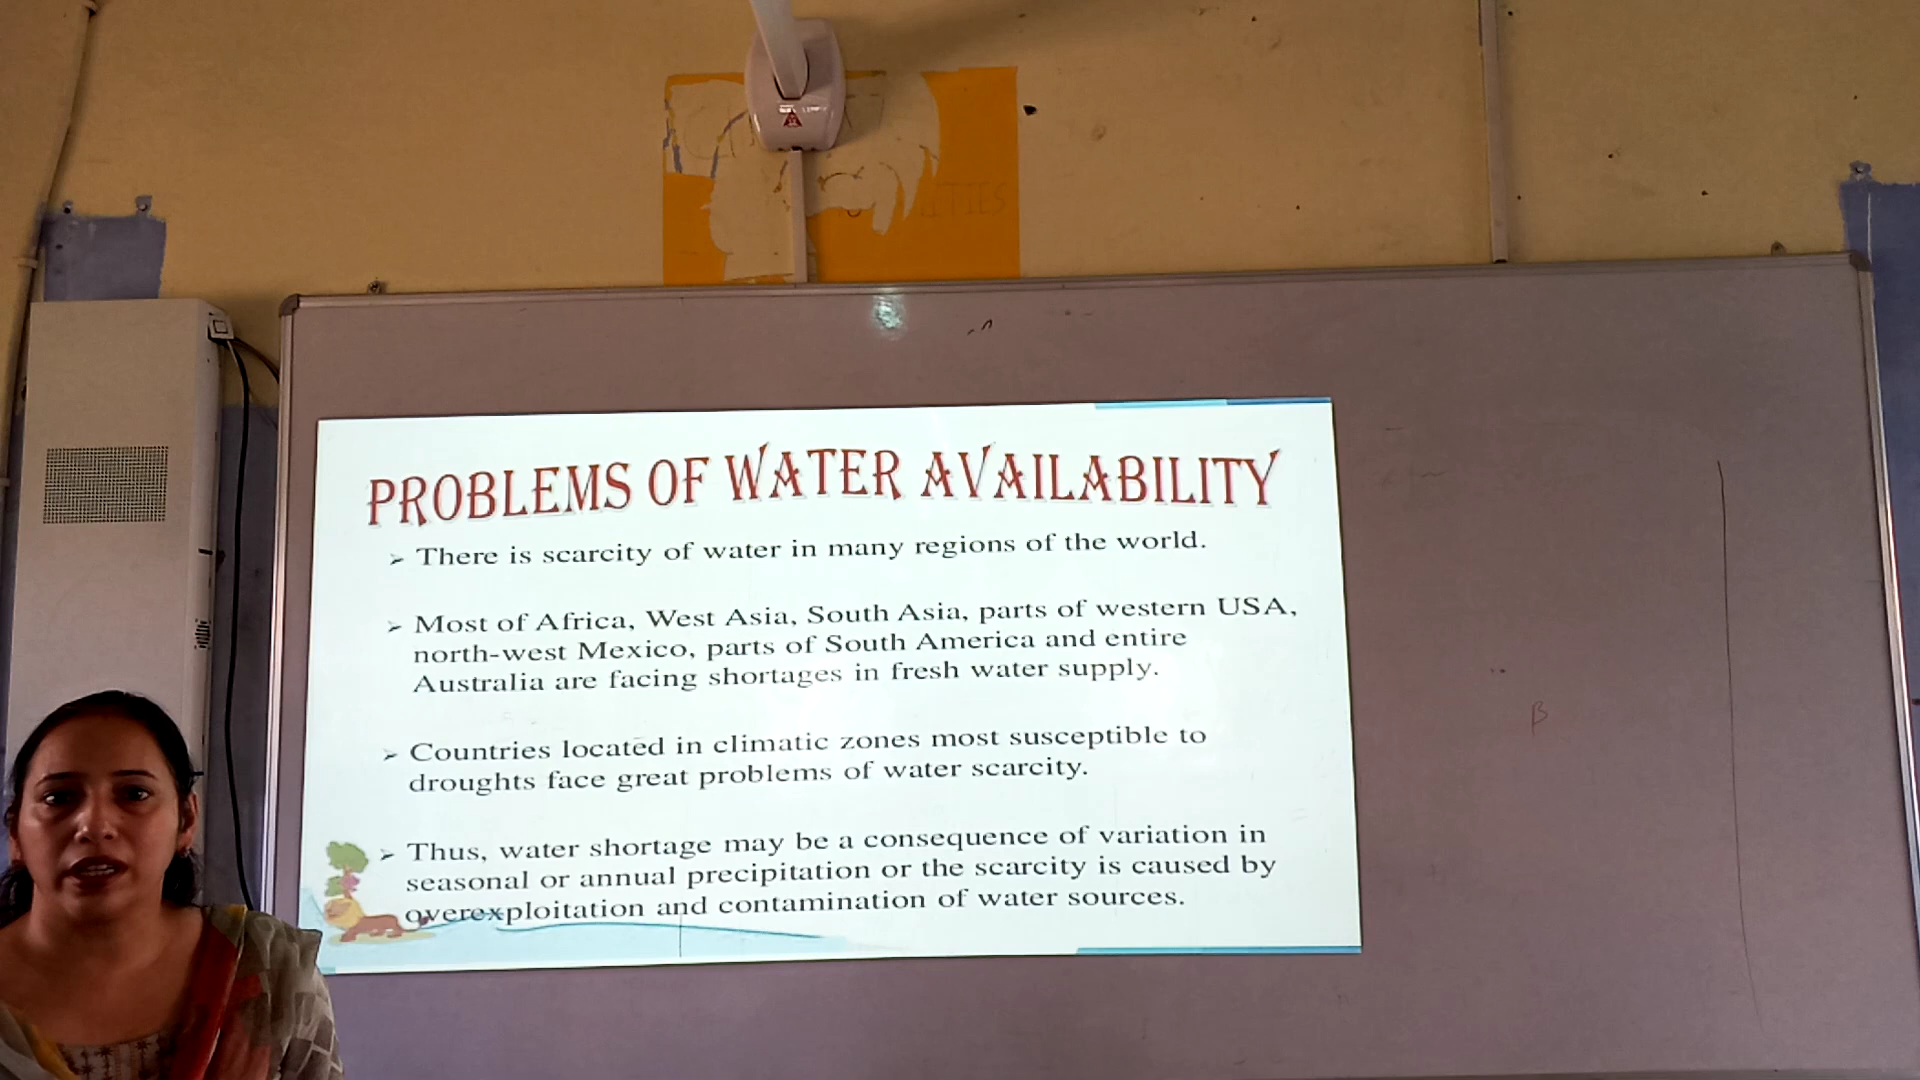 PROBLEMS OF WATER AVAILABILITY
➢ There is scarcity of water in many regions of the world.
➢ Most of Africa, West Asia, South Asia, parts of western USA,
north-west Mexico, parts of South America and entire
Australia are facing shortages in fresh water supply.
➢ Countries located in climatic zones most susceptible to
droughts face great problems of water scarcity.
➢ Thus, water shortage may be a consequence of variation in
seasonal or annual precipitation or the scarcity is caused by
overexploitation and contamination of water sources.